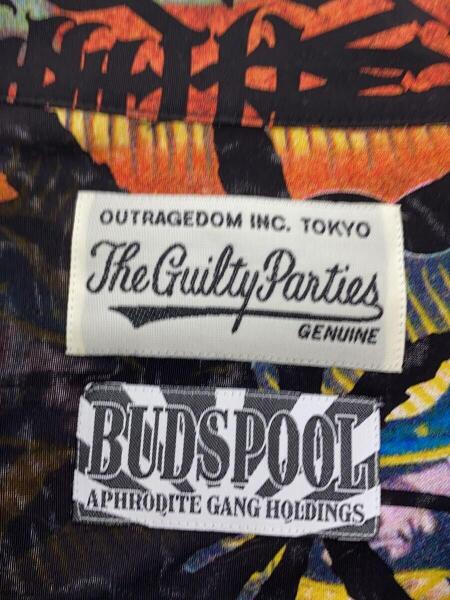 OUTRAGEDOM INC. TOKYO
The Guilty Parties
GENUINE
BUDSPOOL
APHRODITE GANG HOLDINGS